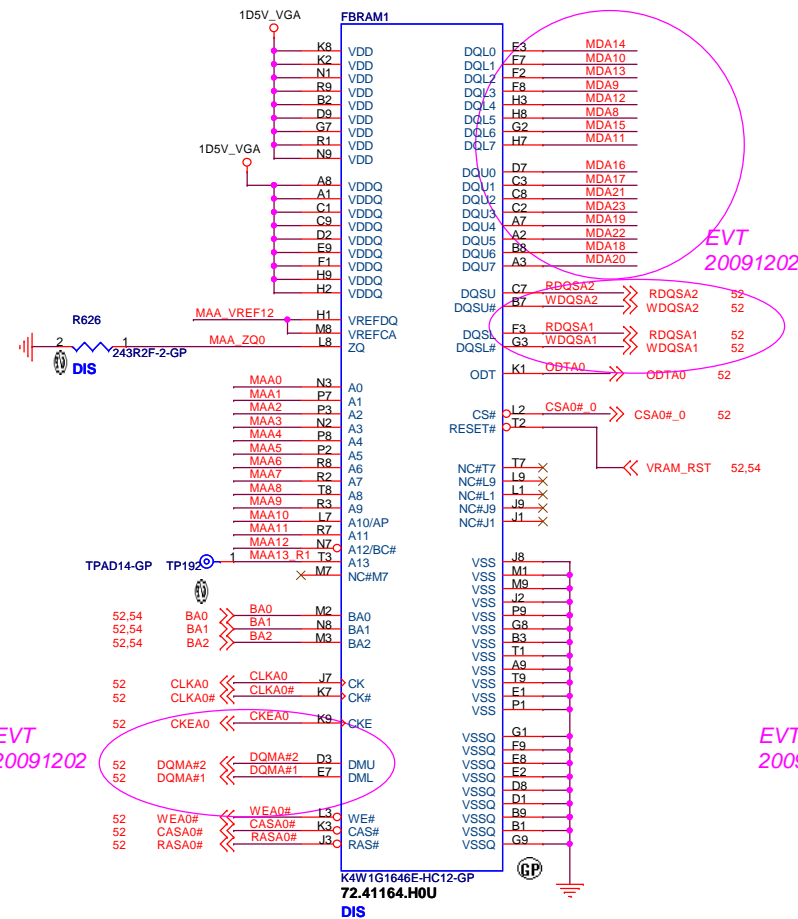 1D5V_VGA
FBRAM1
K8 VDD
K2 VDD
N1 VDD
R9 VDD
B2 VDD
D9 VDD
G7 VDD
R1 VDD
N9 VDD
1D5V_VGA
A8 VDDQ
A1 VDDQ
C1 VDDQ
C9 VDDQ
D2 VDDQ
E9 VDDQ
F1 VDDQ
H9 VDDQ
H2 VDDQ
MAA_VREF12 H1 VREFDQ
M8 VREFCA
R626
2 1 MAA_ZQ0 L8 ZQ
243R2F-2-GP
DIS
MAA0 N3 A0
MAA1 P7 A1
MAA2 P3 A2
MAA3 N2 A3
MAA4 P8 A4
MAA5 P2 A5
MAA6 R8 A6
MAA7 R2 A7
MAA8 T8 A8
MAA9 R3 A9
MAA10 L7 A10/AP
MAA11 R7 A11
MAA12 N7 A12/BC#
TPAD14-GP TP192 1 MAA13_R1 T3 A13
M7 NC#M7
52,54 BA0 BA0 M2 BA0
52,54 BA1 BA1 N8 BA1
52,54 BA2 BA2 M3 BA2
52 CLKA0 CLKA0 J7 CK
52 CLKA0# CLKA0# K7 CK#
52 CKEA0 CKEA0 K9 CKE
EVT
20091202
52 DQMA#2 DQMA#2 D3 DMU
52 DQMA#1 DQMA#1 E7 DML
52 WEA0# WEA0# L3 WE#
52 CASA0# CASA0# K3 CAS#
52 RASA0# RASA0# J3 RAS#
DQL0 E3 MDA14
DQL1 F7 MDA10
DQL2 F2 MDA13
DQL3 F8 MDA9
DQL4 H3 MDA12
DQL5 H8 MDA8
DQL6 G2 MDA15
DQL7 H7 MDA11
DQU0 D7 MDA16
DQU1 C3 MDA17
DQU2 C8 MDA21
DQU3 C2 MDA23
DQU4 A7 MDA19
DQU5 A2 MDA22
DQU6 B8 MDA18
DQU7 A3 MDA20
EVT
20091202
DQSU C7 RDQSA2 RDQSA2 52
DQSU# B7 WDQSA2 WDQSA2 52
DQSL F3 RDQSA1 RDQSA1 52
DQSL# G3 WDQSA1 WDQSA1 52
ODT K1 ODTA0 ODTA0 52
CS# L2 CSA0#_0 CSA0#_0 52
RESET# T2
VRAM_RST 52,54
NC#T7 T7
NC#L9 L9
NC#L1 L1
NC#J9 J9
NC#J1 J1
VSS J8
VSS M1
VSS M9
VSS J2
VSS P9
VSS G8
VSS B3
VSS T1
VSS A9
VSS T9
VSS E1
VSS P1
VSSQ G1
VSSQ F9
VSSQ E8
VSSQ E2
VSSQ D8
VSSQ D1
VSSQ B9
VSSQ B1
VSSQ G9
EVT
2009
GP
K4W1G1646E-HC12-GP
72.41164.H0U
DIS